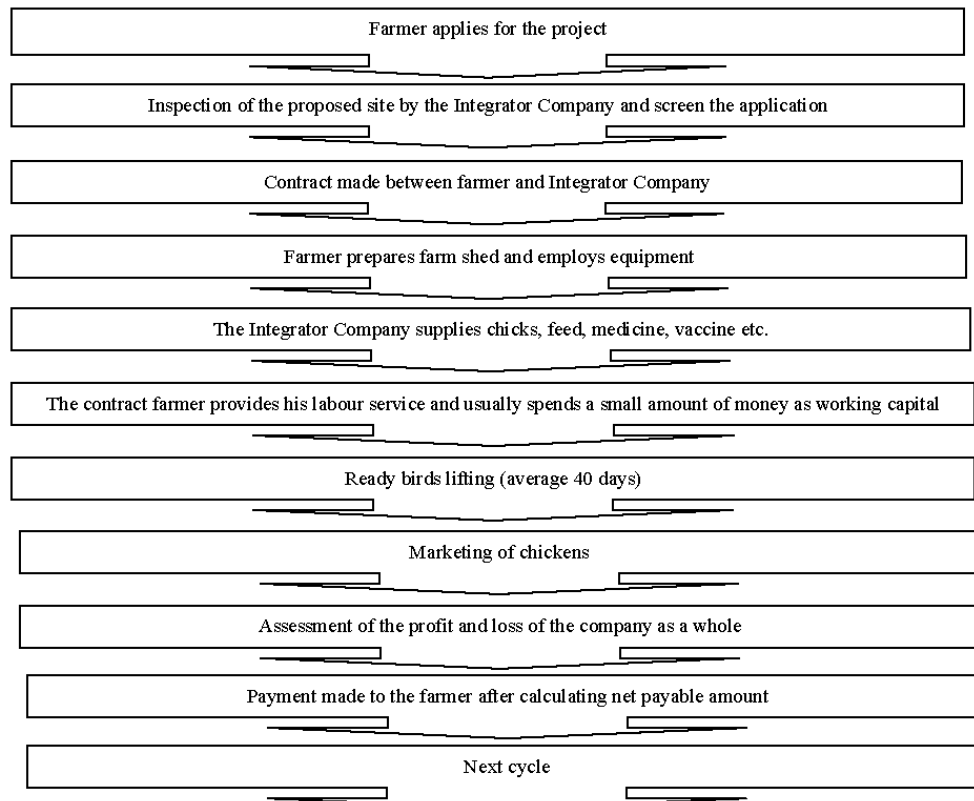 Farmer applies for the project
Inspection of the proposed site by the Integrator Company and screen the application
Contract made between farmer and Integrator Company
Farmer prepares farm shed and employs equipment
The Integrator Company supplies chicks, feed, medicine, vaccine etc.
The contract farmer provides his labour service and usually spends a small amount of money as working capital
Ready birds lifting (average 40 days)
Marketing of chickens
Assessment of the profit and loss of the company as a whole
Payment made to the farmer after calculating net payable amount
Next cycle